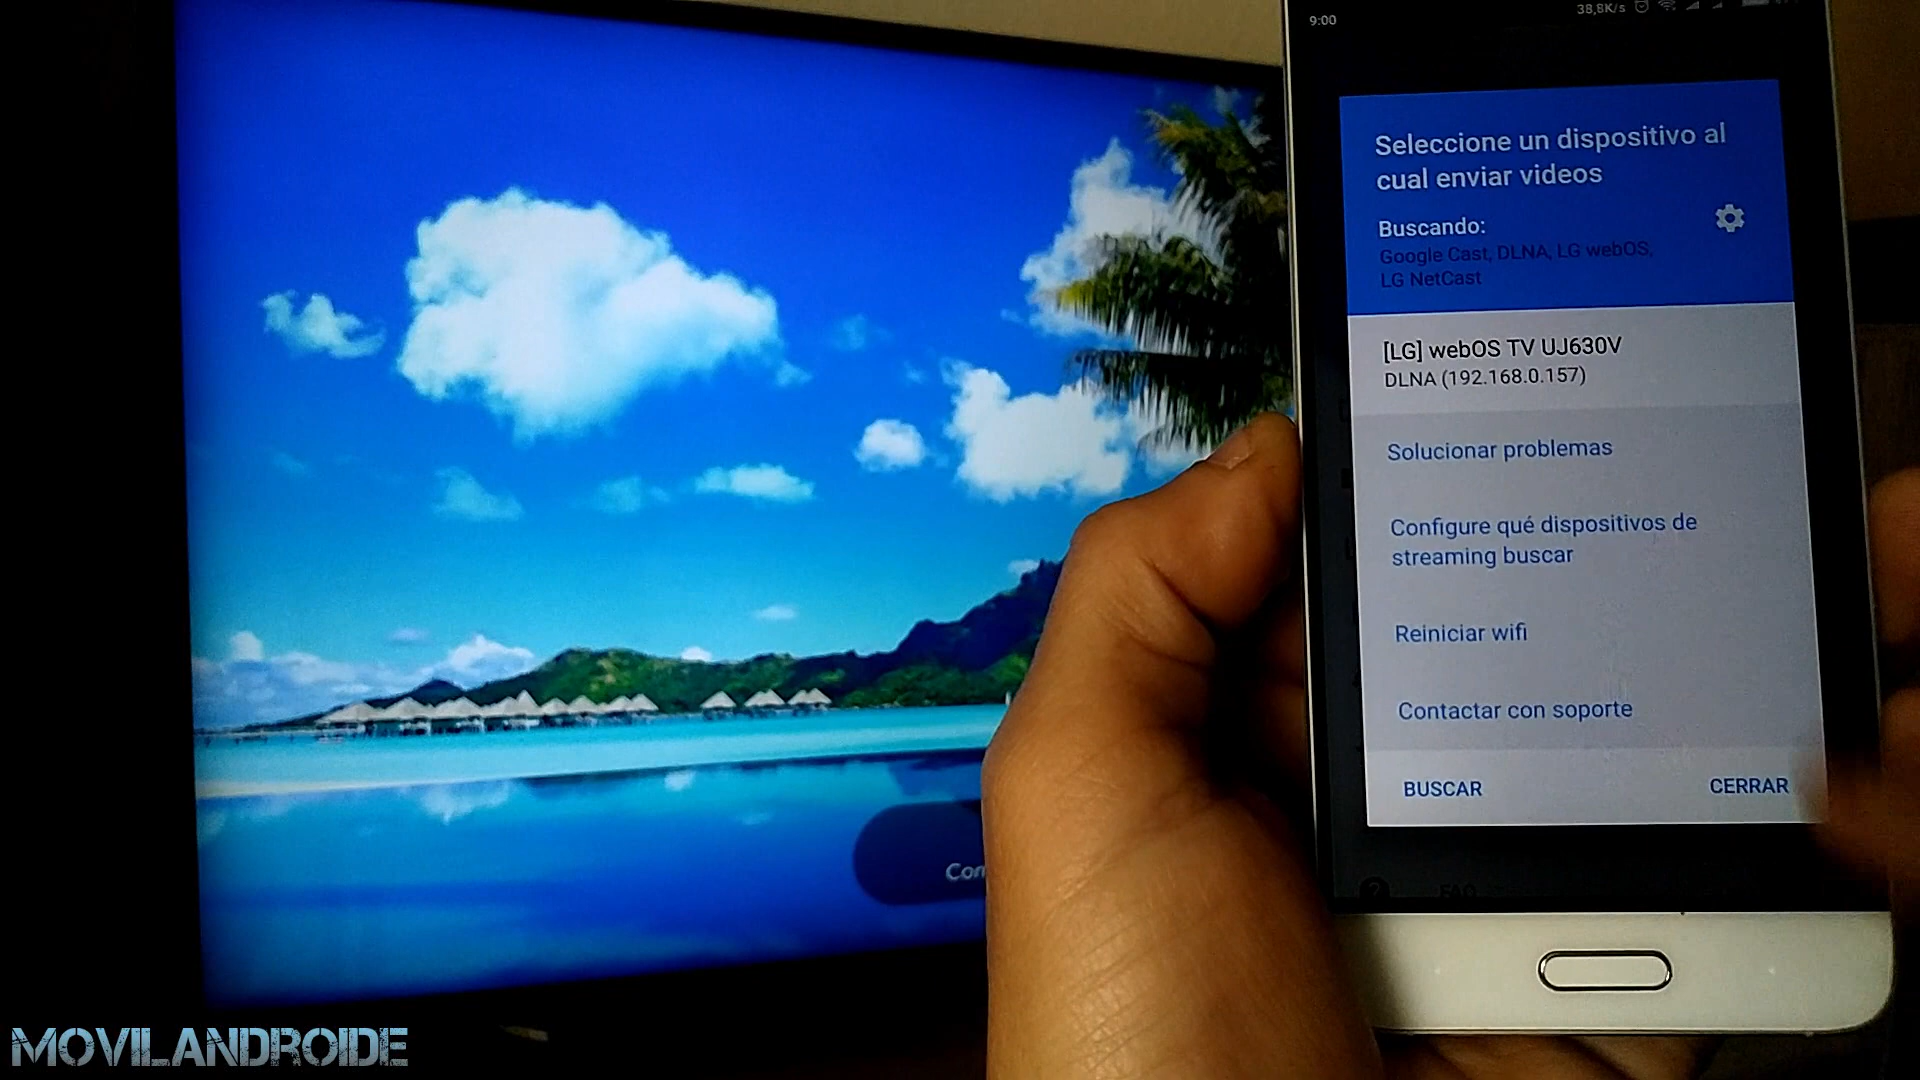 9:00
38,8K/s
Seleccione un dispositivo al
cual enviar videos
Buscando:
Google Cast, DLNA, LG webOS,
LG NetCast
[LG] webOS TV UJ630V
DLNA (192.168.0.157)
Solucionar problemas
Configure qué dispositivos de
streaming buscar
Reiniciar wifi
Contactar con soporte
BUSCAR
CERRAR
FAQ
Con
MOVILANDROIDE